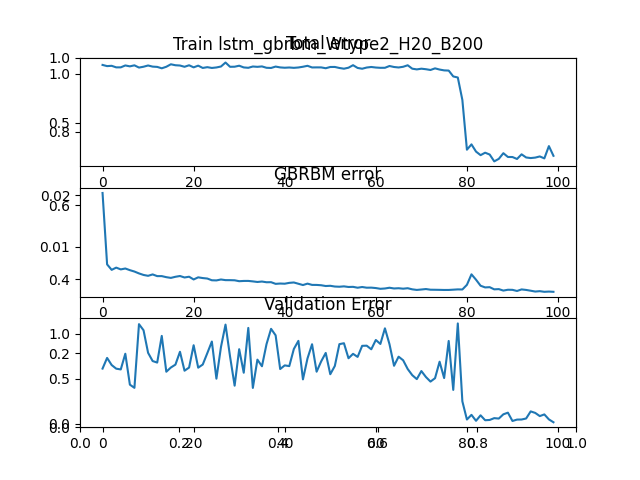 Train lstm_gbrbm_Wtype2_H20_B200
Total error
1.0
1.0
0.5
0.8
0 20 40 60 80 100
GBRBM error
0.02
0.6
0.01
0.4
0 20 40 60 80 100
Validation Error
1.0
0.2
0.5
0.0
0.0
0.0 0 0.2 20 0.4 40 0.6 60 80 0.8 100 1.0